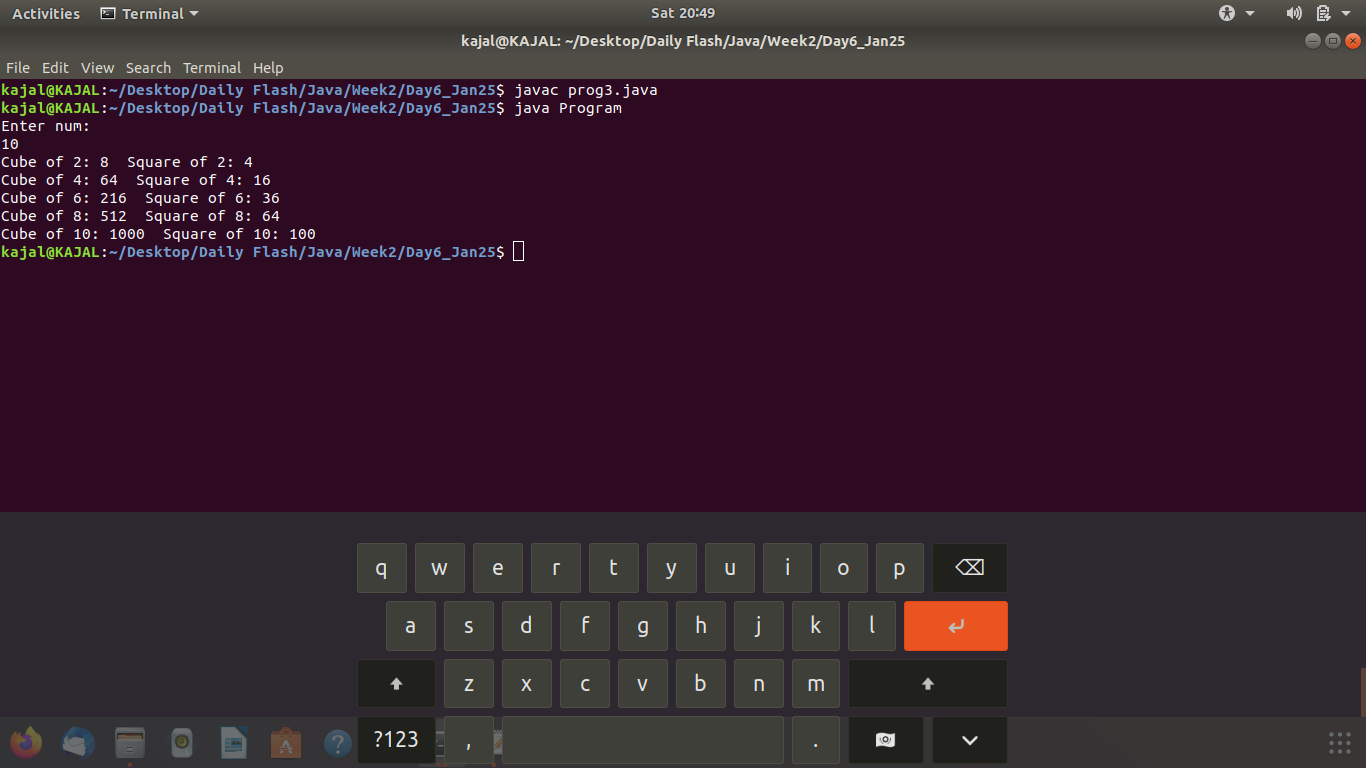 Activities Terminal Sat 20:49
kajal@KAJAL: ~/Desktop/Daily Flash/Java/Week2/Day6_Jan25
File Edit View Search Terminal Help
kajal@KAJAL:~/Desktop/Daily Flash/Java/Week2/Day6_Jan25$ javac prog3.java
kajal@KAJAL:~/Desktop/Daily Flash/Java/Week2/Day6_Jan25$ java Program
Enter num:
10
Cube of 2: 8  Square of 2: 4
Cube of 4: 64  Square of 4: 16
Cube of 6: 216  Square of 6: 36
Cube of 8: 512  Square of 8: 64
Cube of 10: 1000  Square of 10: 100
kajal@KAJAL:~/Desktop/Daily Flash/Java/Week2/Day6_Jan25$
q w e r t y u i o p
a s d f g h j k l
z x c v b n m
?123 , .